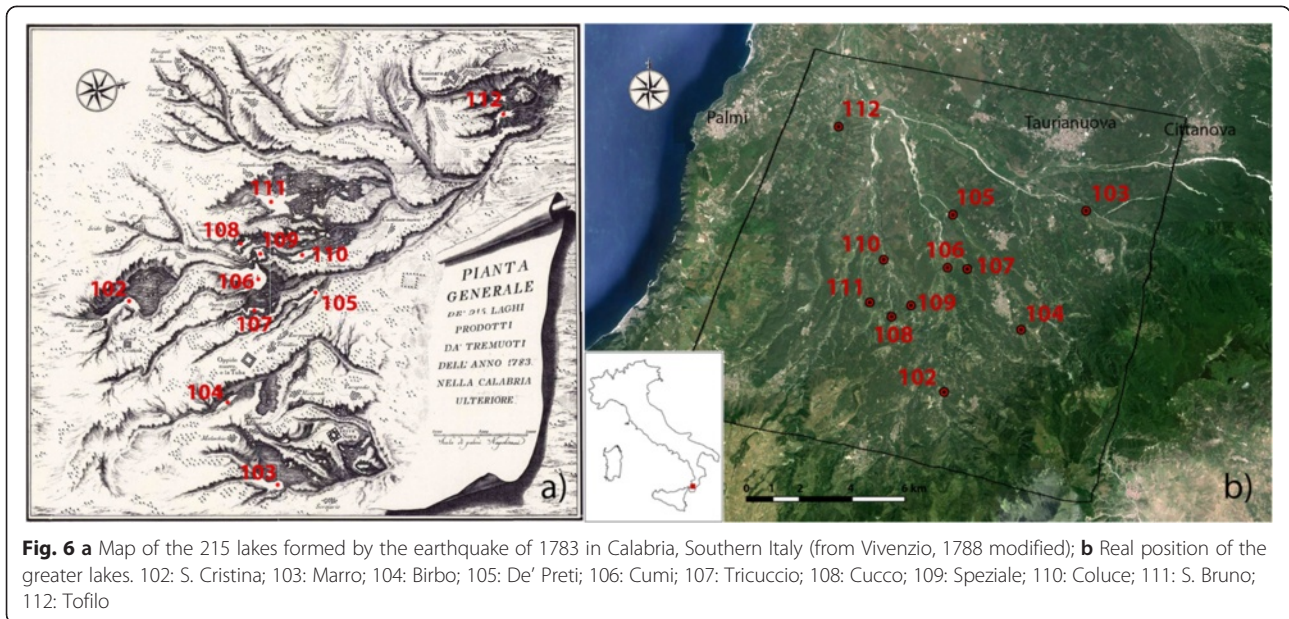 112
111
108
109
110
102
106
105
107
104
103
PIANTA
GENERALE
DE' 215 LAGHI
PRODOTTI
DA' TREMUOTI
DELL'ANNO 1783.
NELLA CALABRIA
ULTERIORE
a)
Palmi
112
Taurianuova
Cittanova
103
105
110
106
107
111
109
108
104
102
0 1 2 4 6 km
b)
Fig. 6 a Map of the 215 lakes formed by the earthquake of 1783 in Calabria, Southern Italy (from Vivenzio, 1788 modified); b Real position of the
greater lakes. 102: S. Cristina; 103: Marro; 104: Birbo; 105: De' Preti; 106: Cumi; 107: Tricuccio; 108: Cucco; 109: Speziale; 110: Coluce; 111: S. Bruno;
112: Tofilo